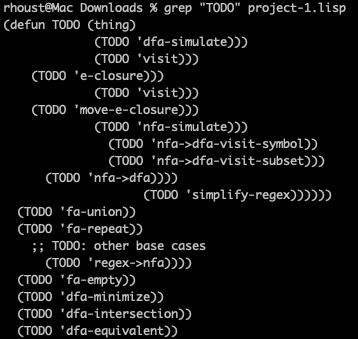 rhoust@Mac Downloads % grep "TODO" project-1.lisp
(defun TODO (thing)
(TODO 'dfa-simulate)))
(TODO 'visit)))
(TODO 'e-closure)))
(TODO 'visit)))
(TODO 'move-e-closure)))
(TODO 'nfa-simulate)))
(TODO 'nfa->dfa-visit-symbol))
(TODO 'nfa->dfa-visit-subset)))
(TODO 'nfa->dfa))))
(TODO 'simplify-regex))))))
(TODO 'fa-union))
(TODO 'fa-repeat))
;; TODO: other base cases
(TODO 'regex->nfa))))
(TODO 'fa-empty))
(TODO 'dfa-minimize))
(TODO 'dfa-intersection))
(TODO 'dfa-equivalent))